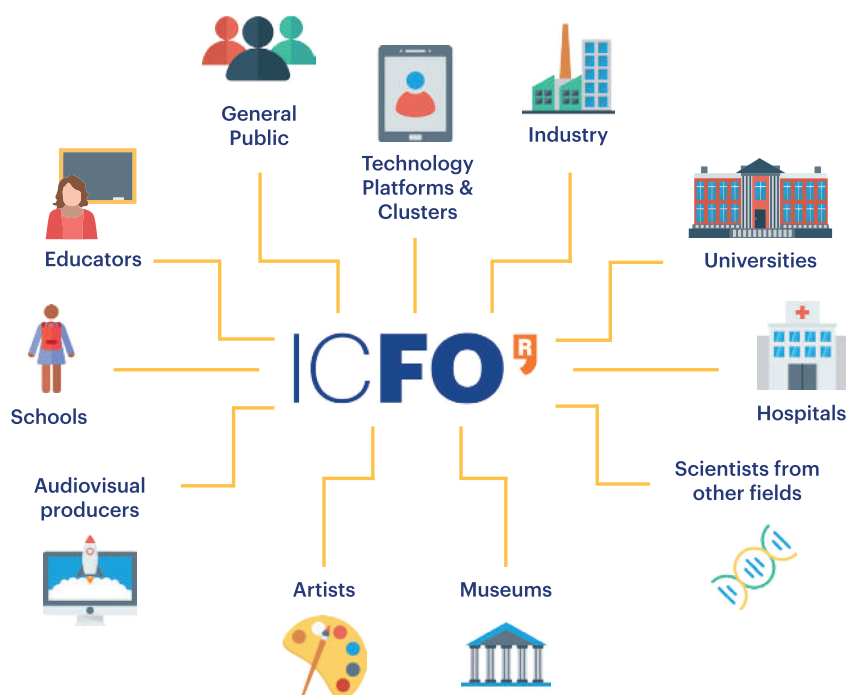 General
Public
Technology
Platforms &
Clusters
Industry
Educators
Universities
ICFO R
Schools
Hospitals
Audiovisual
producers
Scientists from
other fields
Artists
Museums